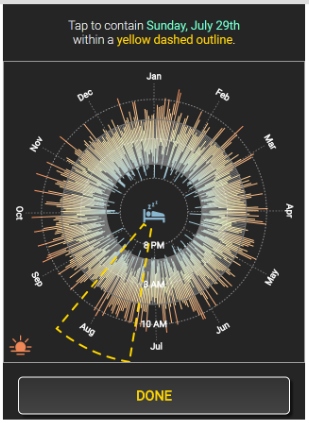 Tap to contain Sunday, July 29th
within a yellow dashed outline.
Jan
Dec
Feb
Nov
Mar
Oct
Apr
8 PM
Sep
May
3 AM
10 AM
Aug
Jun
Jul
DONE